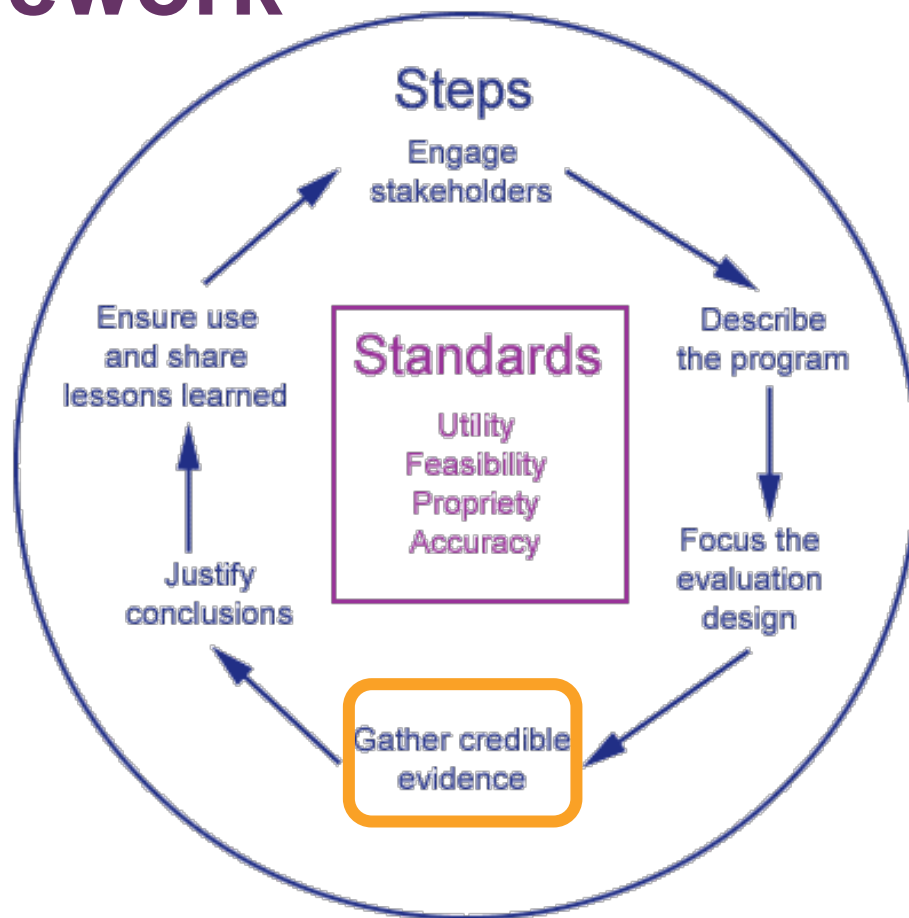 Steps
Engage
stakeholders
Describe
the program
Focus the
evaluation
design
Gather credible
evidence
Justify
conclusions
Ensure use
and share
lessons learned
Standards
Utility
Feasibility
Propriety
Accuracy